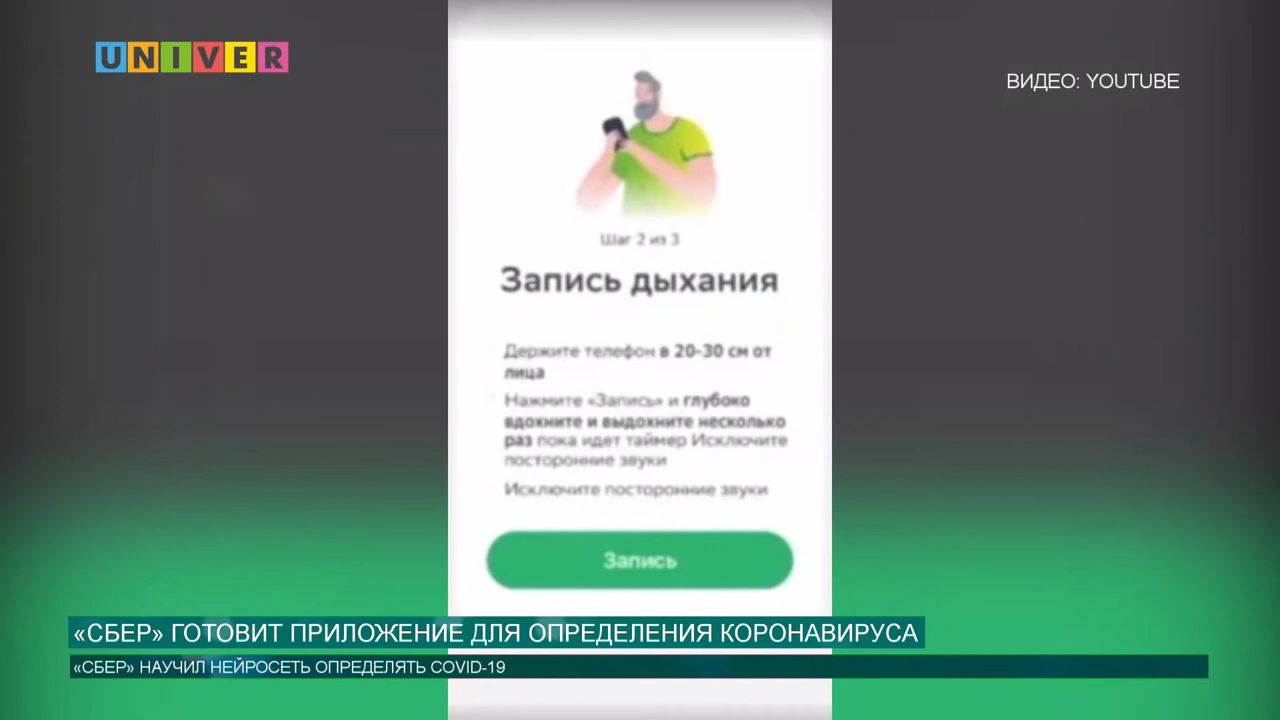 UNIVER
ВИДЕО: YOUTUBE
Шаг 2 из 3
Запись дыхания
Держите телефон в 20-30 см от
лица
Нажмите «Запись» и глубоко
вдохните и выдохните несколько
раз пока идет таймер Исключите
посторонние звуки
Исключите посторонние звуки
Запись
«СБЕР» ГОТОВИТ ПРИЛОЖЕНИЕ ДЛЯ ОПРЕДЕЛЕНИЯ КОРОНАВИРУСА
«СБЕР» НАУЧИЛ НЕЙРОСЕТЬ ОПРЕДЕЛЯТЬ COVID-19